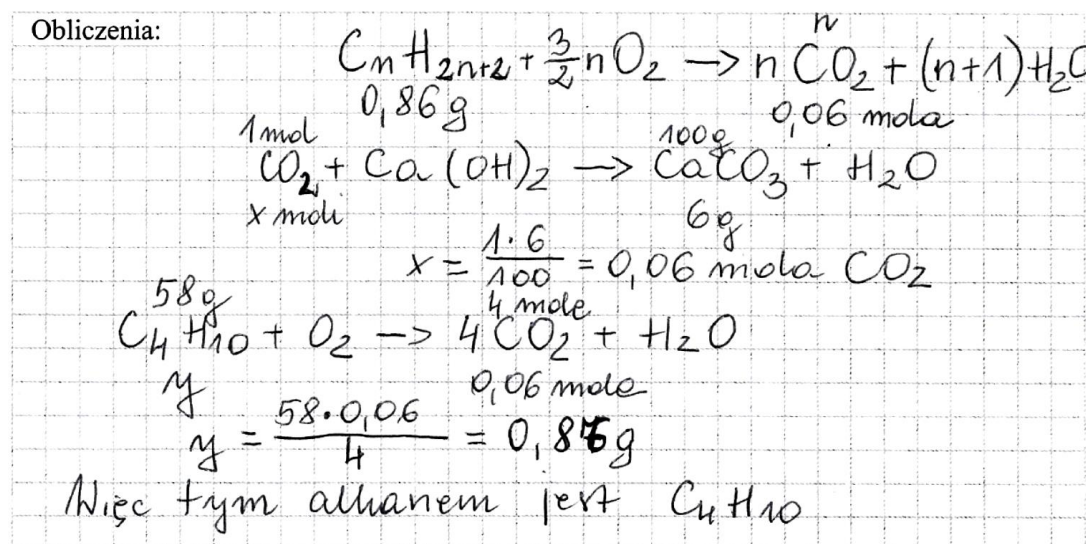 Obliczenia:
n
CnH2n+2 + 3/2 nO2 → n CO2 + (n+1)H2O
0,86g 0,06 mola
1mol 100g
CO2 + Ca(OH)2 → CaCO3 + H2O
x moli 6g
x = 1·6/100 = 0,06 mola CO2
58g 4 mole
C4H10 + O2 → 4CO2 + H2O
y 0,06 mole
y = 58·0,06/4 = 0,86g
Więc tym alkanem jest C4H10